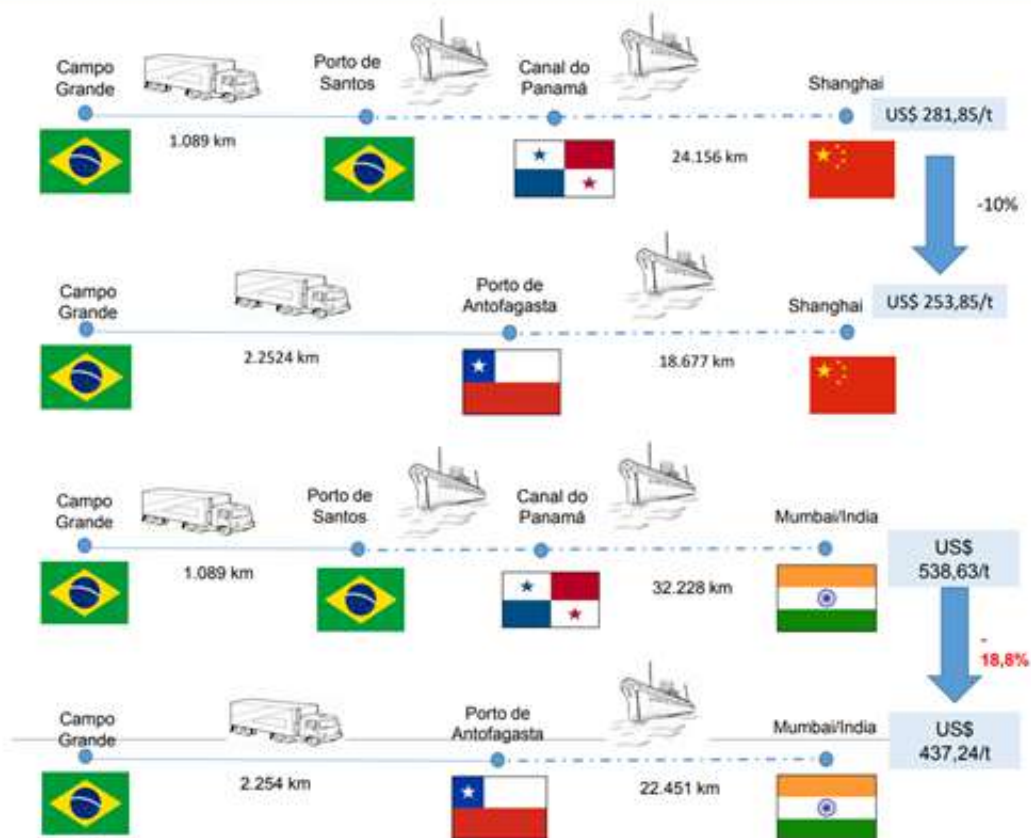 Campo
Grande
Porto de
Santos
Canal do
Panamá
Shanghai
US$ 281,85/t
1.089 km
24.156 km
-10%
Campo
Grande
Porto de
Antofagasta
Shanghai
US$ 253,85/t
2.2524 km
18.677 km
Campo
Grande
Porto de
Santos
Canal do
Panamá
Mumbai/India
US$
538,63/t
1.089 km
32.228 km
-
18,8%
Campo
Grande
Porto de
Antofagasta
Mumbai/India
US$
437,24/t
2.254 km
22.451 km